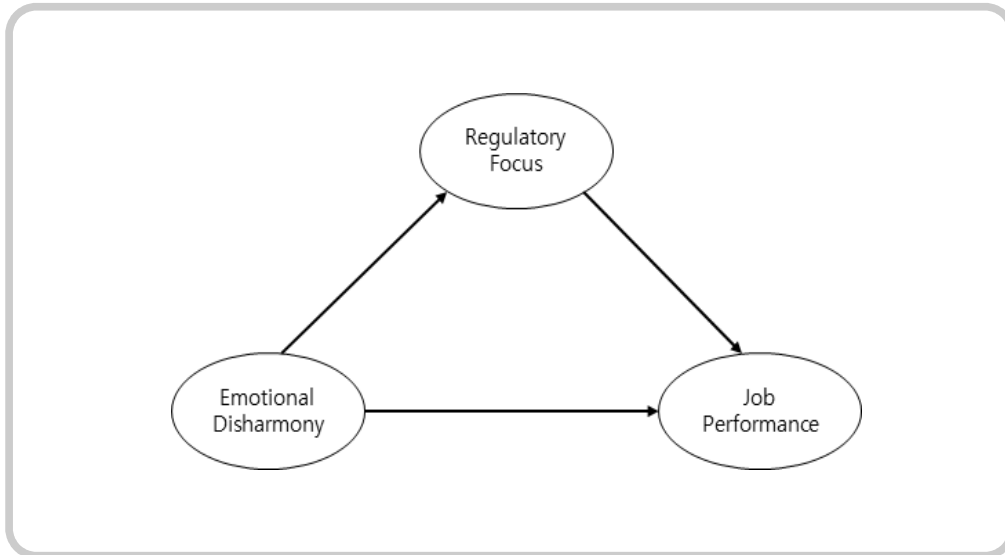 Regulatory
Focus
Emotional
Disharmony
Job
Performance